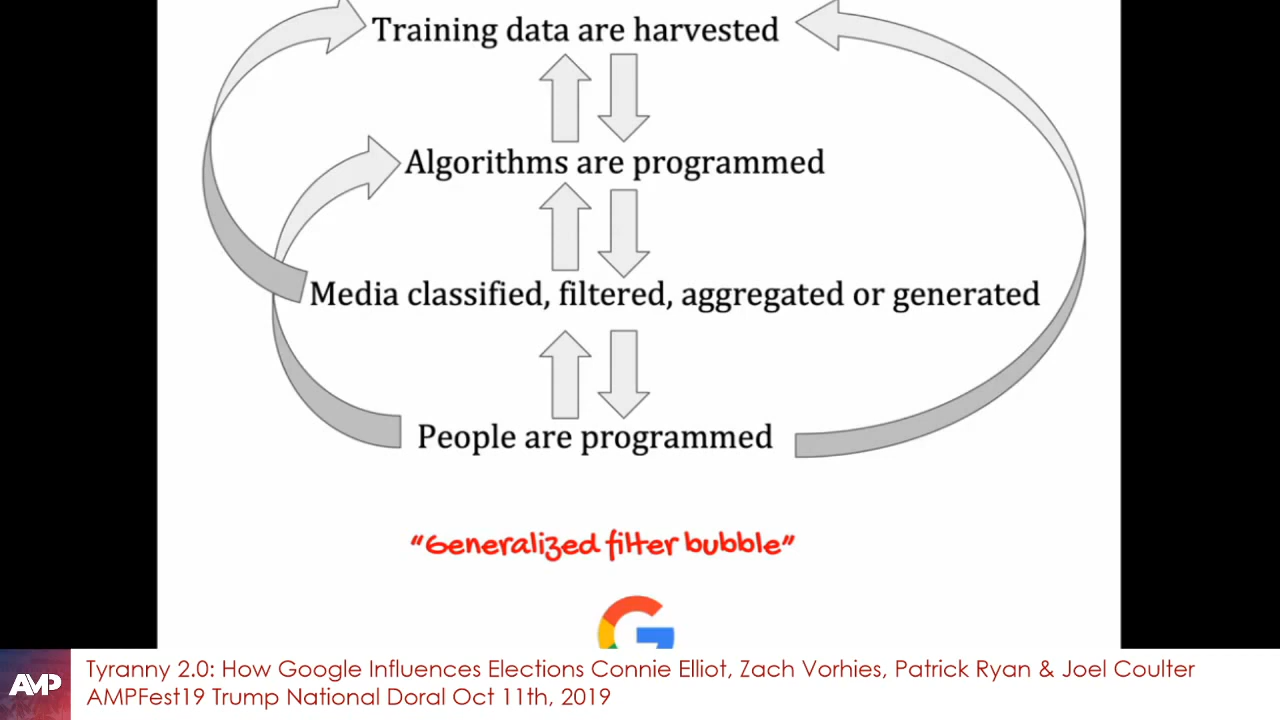 Training data are harvested
Algorithms are programmed
Media classified, filtered, aggregated or generated
People are programmed
"Generalized filter bubble"
G
AMP
Tyranny 2.0: How Google Influences Elections Connie Elliot, Zach Vorhies, Patrick Ryan & Joel Coulter
AMPFest19 Trump National Doral Oct 11th, 2019